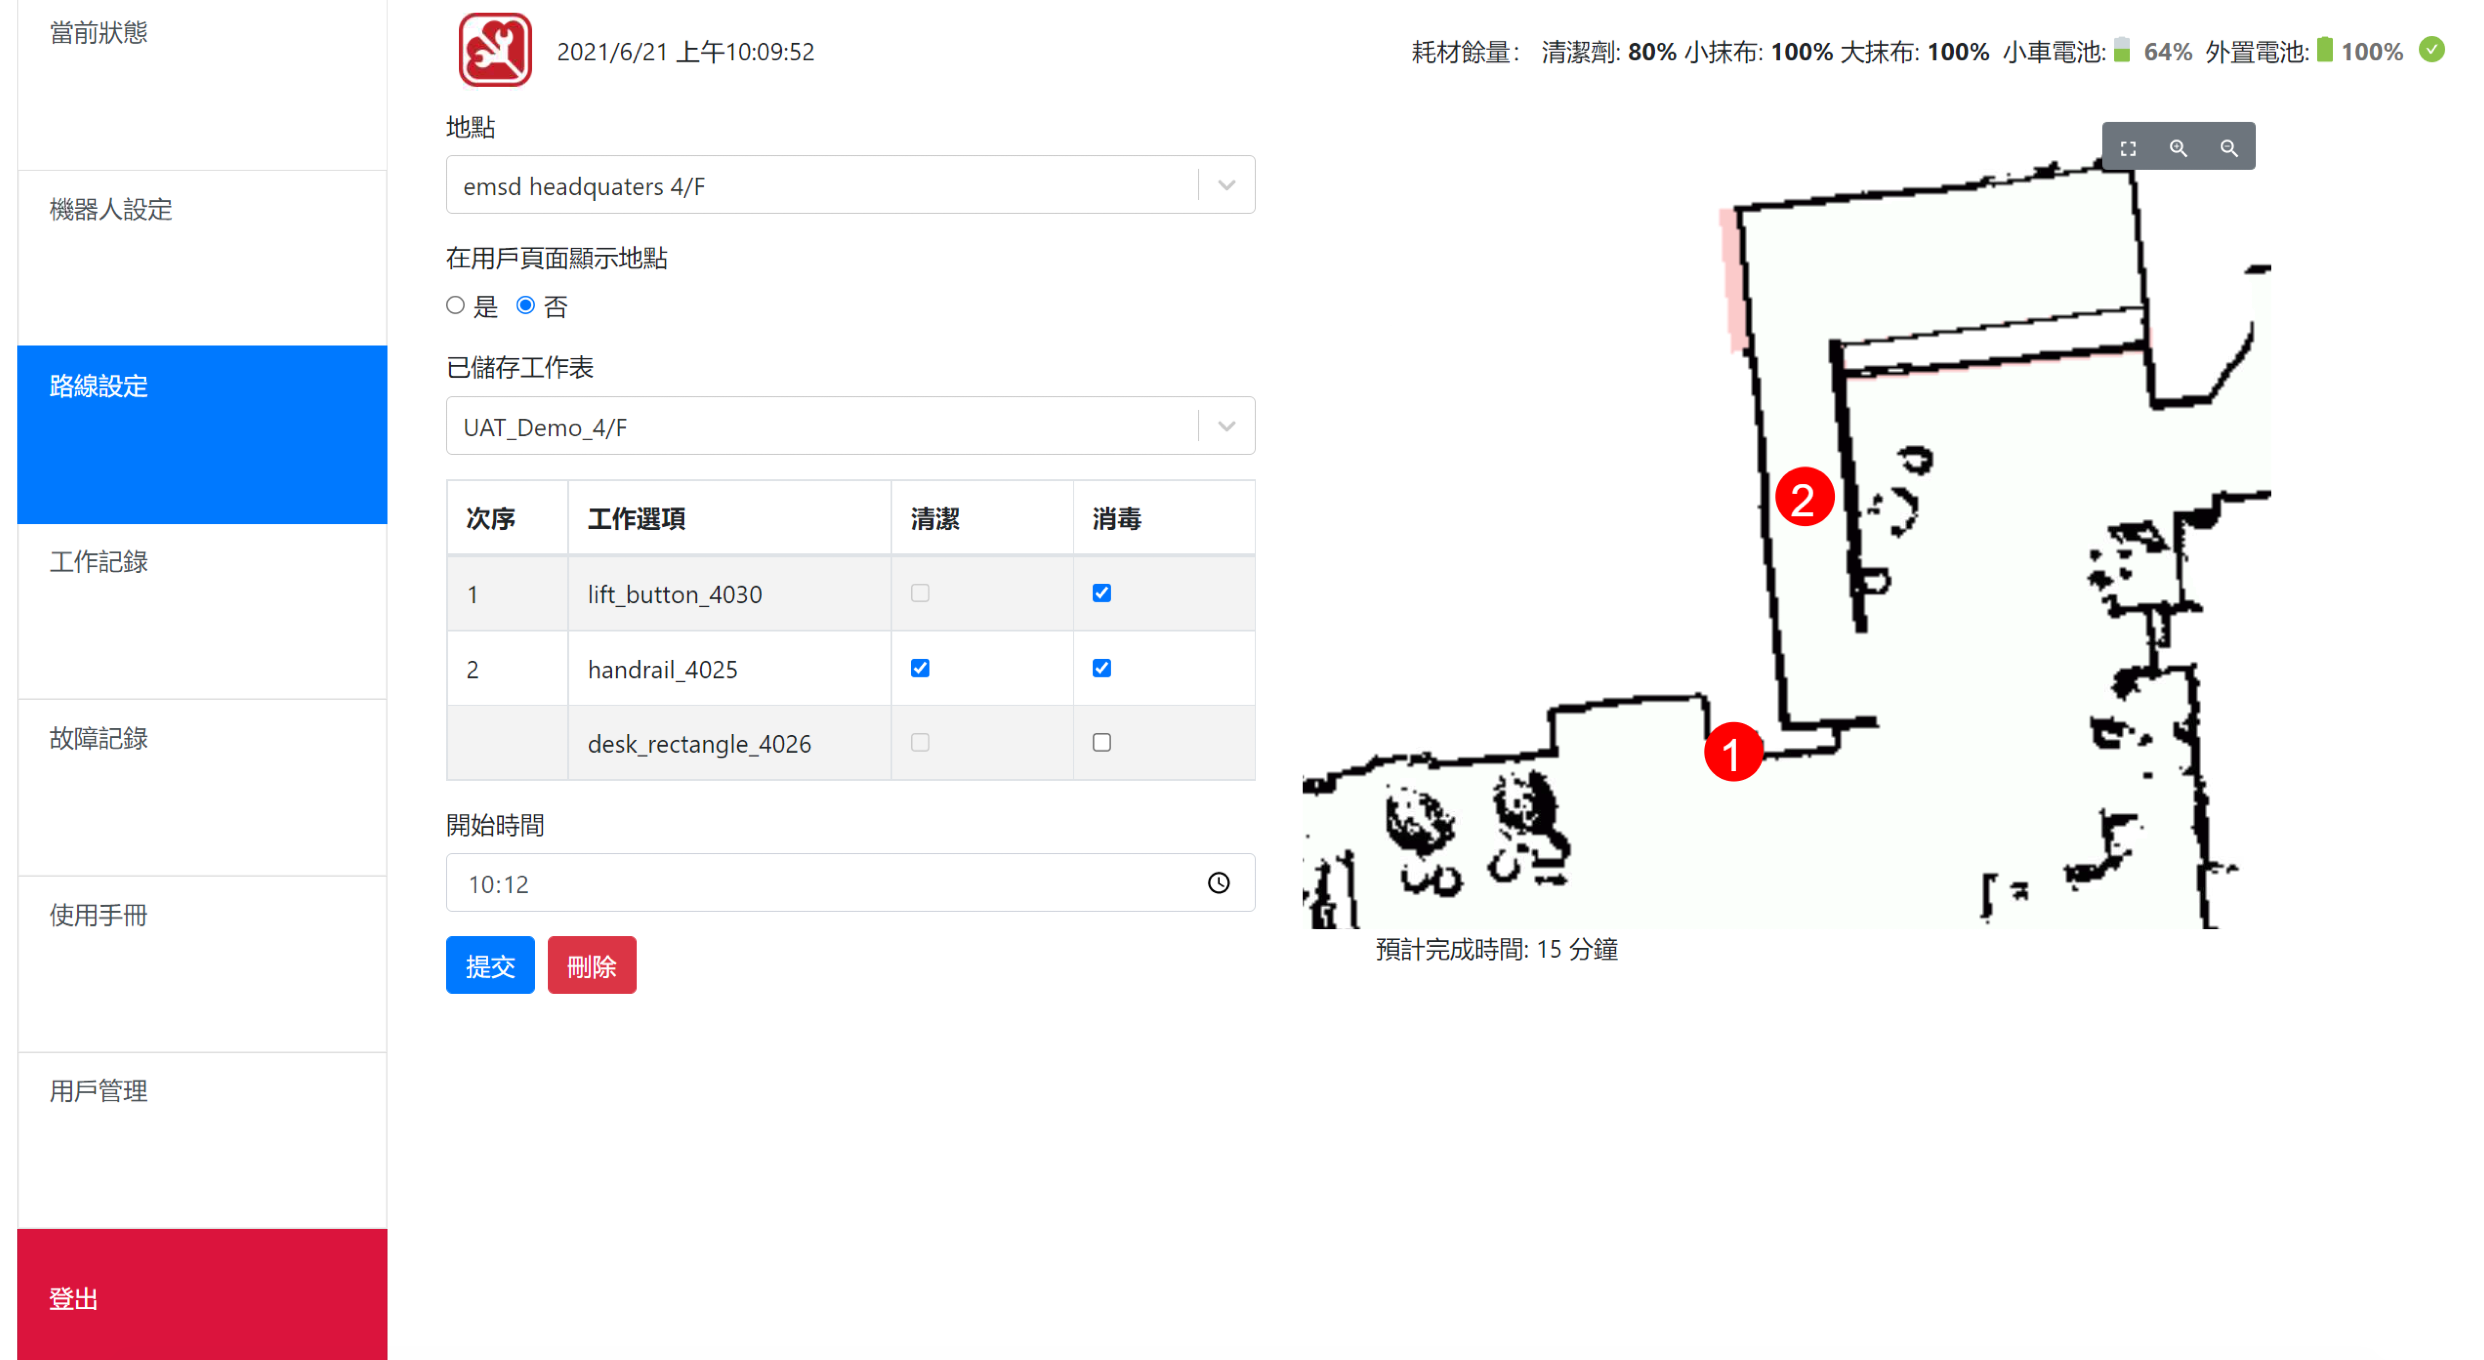 當前狀態
機器人設定
路線設定
工作記錄
故障記錄
使用手冊
用戶管理
登出
2021/6/21 上午10:09:52
耗材餘量： 清潔劑: 80% 小抹布: 100% 大抹布: 100% 小車電池: 64% 外置電池: 100%
地點
emsd headquaters 4/F
在用戶頁面顯示地點
是 否
已儲存工作表
UAT_Demo_4/F
次序 工作選項 清潔 消毒
1 lift_button_4030
2 handrail_4025
desk_rectangle_4026
開始時間
10:12
提交 刪除
2
1
預計完成時間: 15 分鐘